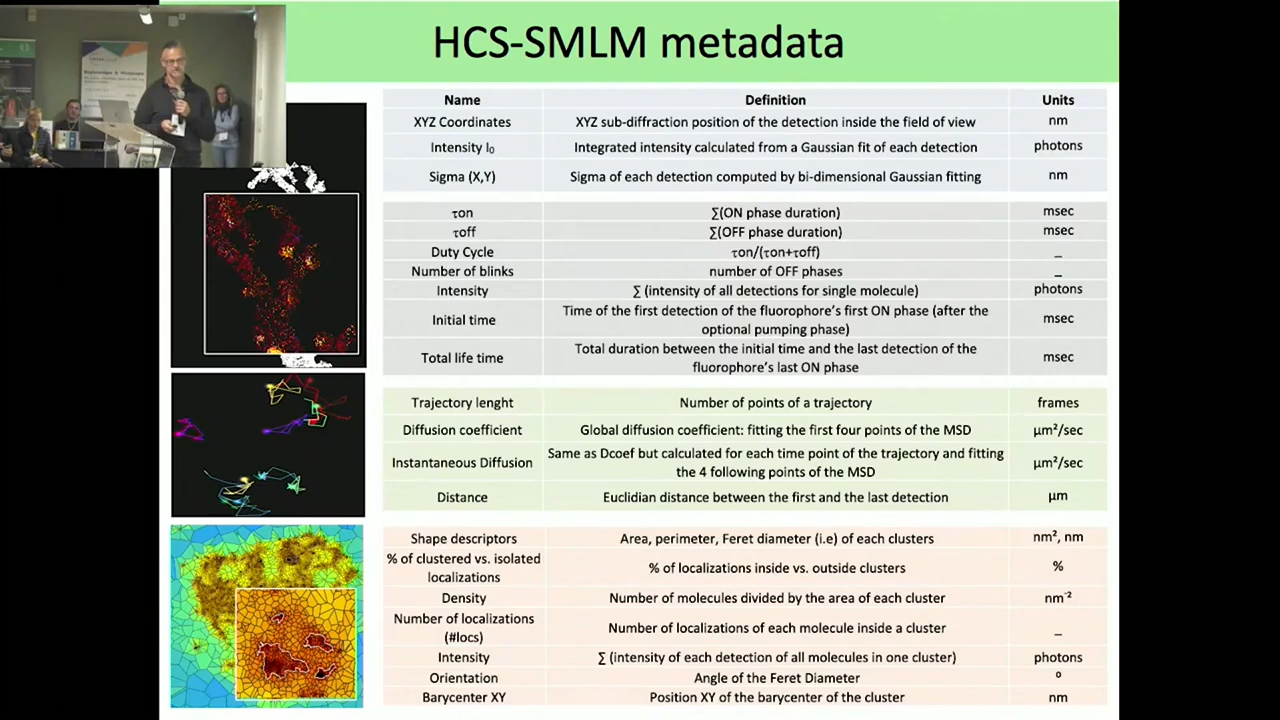 HCS-SMLM metadata
Name Definition Units
XYZ Coordinates XYZ sub-diffraction position of the detection inside the field of view nm
Intensity I₀ Integrated intensity calculated from a Gaussian fit of each detection photons
Sigma (X,Y) Sigma of each detection computed by bi-dimensional Gaussian fitting nm
τon ∑(ON phase duration) msec
τoff ∑(OFF phase duration) msec
Duty Cycle τon/(τon+τoff) _
Number of blinks number of OFF phases _
Intensity ∑ (intensity of all detections for single molecule) photons
Initial time Time of the first detection of the fluorophore's first ON phase (after the optional pumping phase) msec
Total life time Total duration between the initial time and the last detection of the fluorophore's last ON phase msec
Trajectory lenght Number of points of a trajectory frames
Diffusion coefficient Global diffusion coefficient: fitting the first four points of the MSD µm²/sec
Instantaneous Diffusion Same as Dcoef but calculated for each time point of the trajectory and fitting the 4 following points of the MSD µm²/sec
Distance Euclidian distance between the first and the last detection µm
Shape descriptors Area, perimeter, Feret diameter (i.e) of each clusters nm², nm
% of clustered vs. isolated localizations % of localizations inside vs. outside clusters %
Density Number of molecules divided by the area of each cluster nm⁻²
Number of localizations (#locs) Number of localizations of each molecule inside a cluster _
Intensity ∑ (intensity of each detection of all molecules in one cluster) photons
Orientation Angle of the Feret Diameter º
Barycenter XY Position XY of the barycenter of the cluster nm